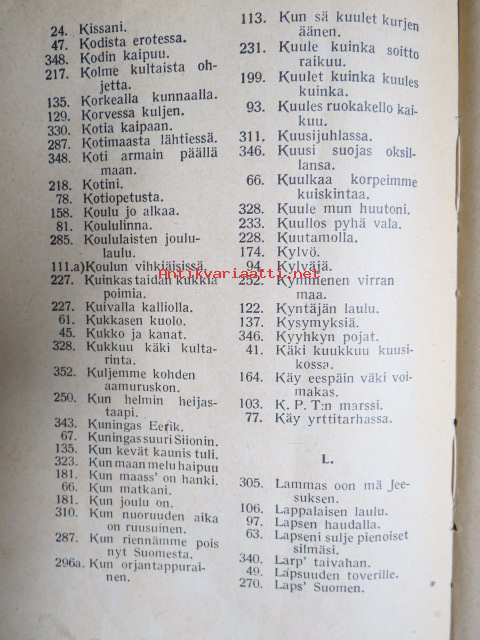 24. Kissani.
47. Kodista erotessa.
348. Kodin kaipuu.
217. Kolme kultaista oh-
jetta.
135. Korkealla kunnaalla.
129. Korvessa kuljen.
330. Kotia kaipaan.
287. Kotimaasta lähtiessä.
348. Koti armain päällä
maan.
218. Kotini.
78. Kotiopetusta.
158. Koulu jo alkaa.
81. Koululinna.
285. Koululaisten joulu-
laulu.
111.a) Koulun vihkiäisissä.
227. Kuinkas taidan kukkia
poimia.
227. Kuivalla kalliolla.
61. Kukkasen kuolo.
45. Kukko ja kanat.
328. Kukkuu käki kulta-
rinta.
352. Kuljemme kohden
aamuruskon.
250. Kun helmin heijas-
taapi.
343. Kuningas Eerik.
67. Kuningas suuri Siionin.
135. Kun kevät kaunis tuli.
323. Kun maan melu haipuu
181. Kun maass' on hanki.
66. Kun matkani.
181. Kun joulu on.
310. Kun nuoruuden aika
on ruusuinen.
287. Kun riennämme pois
nyt Suomesta.
296a. Kun orjantappurai-
nen.
113. Kun sä kuulet kurjen
äänen.
231. Kuule kuinka soitto
raikuu.
199. Kuulet kuinka kuules
kuinka.
93. Kuules ruokakello kai-
kuu.
311. Kuusijuhlassa.
346. Kuusi suojas oksil-
lansa.
66. Kuulkaa korpeimme
kuiskintaa.
328. Kuule mun huutoni.
233. Kuullos pyhä vala.
228. Kuutamolla.
174. Kylvö.
94. Kylväjä.
Antikvariaatti.net
252. Kymmenen virran
maa.
122. Kyntäjän laulu.
137. Kysymyksiä.
346. Kyyhkyn pojat.
41. Käki kuukkuu kuusi-
kossa.
164. Käy eespäin väki voi-
makas.
103. K. P. T:n marssi.
77. Käy yrttitarhassa.
L.
305. Lammas oon mä Jee-
suksen.
106. Lappalaisen laulu.
97. Lapsen haudalla.
63. Lapseni sulje pienoiset
silmäsi.
340. Larp' taivahan.
49. Lapsuuden toverille.
270. Laps' Suomen.